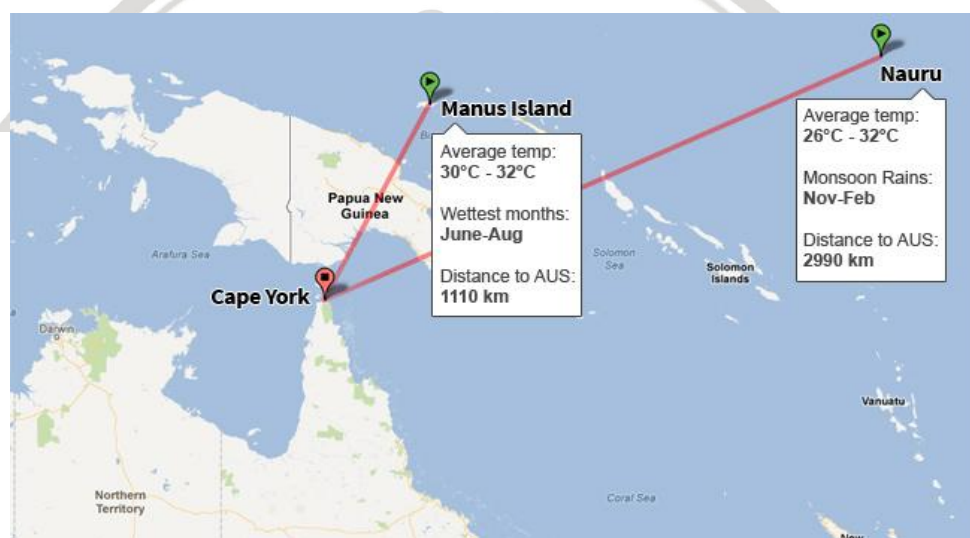 Nauru
Manus Island
Average temp:
26°C - 32°C
Monsoon Rains:
Nov-Feb
Distance to AUS:
2990 km
Average temp:
30°C - 32°C
Wettest months:
June-Aug
Distance to AUS:
1110 km
Papua New
Guinea
Arafura Sea
Solomon
Sea
Solomon
Islands
Cape York
Darwin
Vanuatu
Northern
Territory
Coral Sea
New